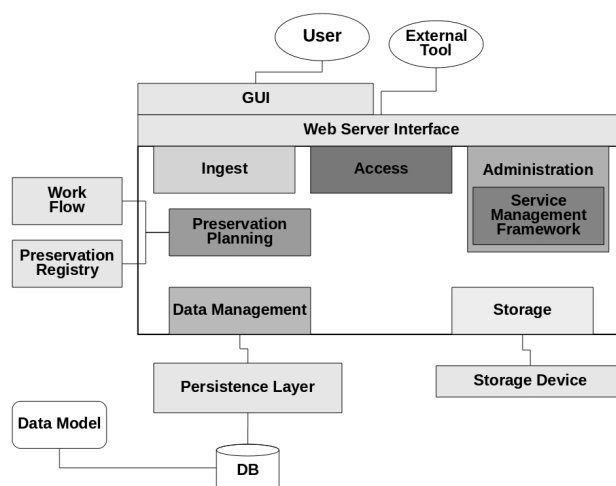 User
External
Tool
GUI
Web Server Interface
Ingest
Access
Administration
Service
Management
Framework
Work
Flow
Preservation
Planning
Preservation
Registry
Data Management
Storage
Persistence Layer
Storage Device
Data Model
DB